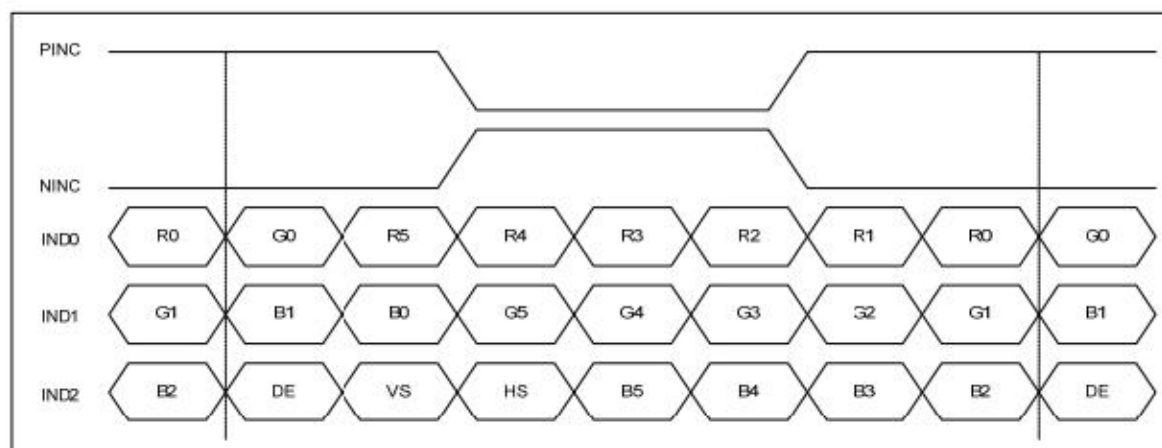 PINC
NINC
IND0 R0 G0 R5 R4 R3 R2 R1 R0 G0
IND1 G1 B1 B0 G5 G4 G3 G2 G1 B1
IND2 B2 DE VS HS B5 B4 B3 B2 DE